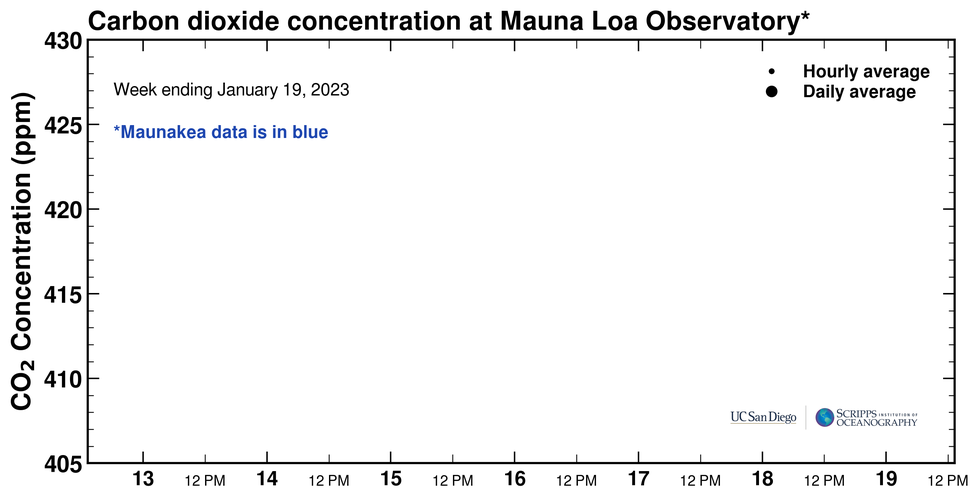 Carbon dioxide concentration at Mauna Loa Observatory*
430
Week ending January 19, 2023
Hourly average
Daily average
425
*Maunakea data is in blue
CO2 Concentration (ppm)
420
415
410
UC San Diego
SCRIPPS INSTITUTION OF
OCEANOGRAPHY
405
13 12 PM 14 12 PM 15 12 PM 16 12 PM 17 12 PM 18 12 PM 19 12 PM